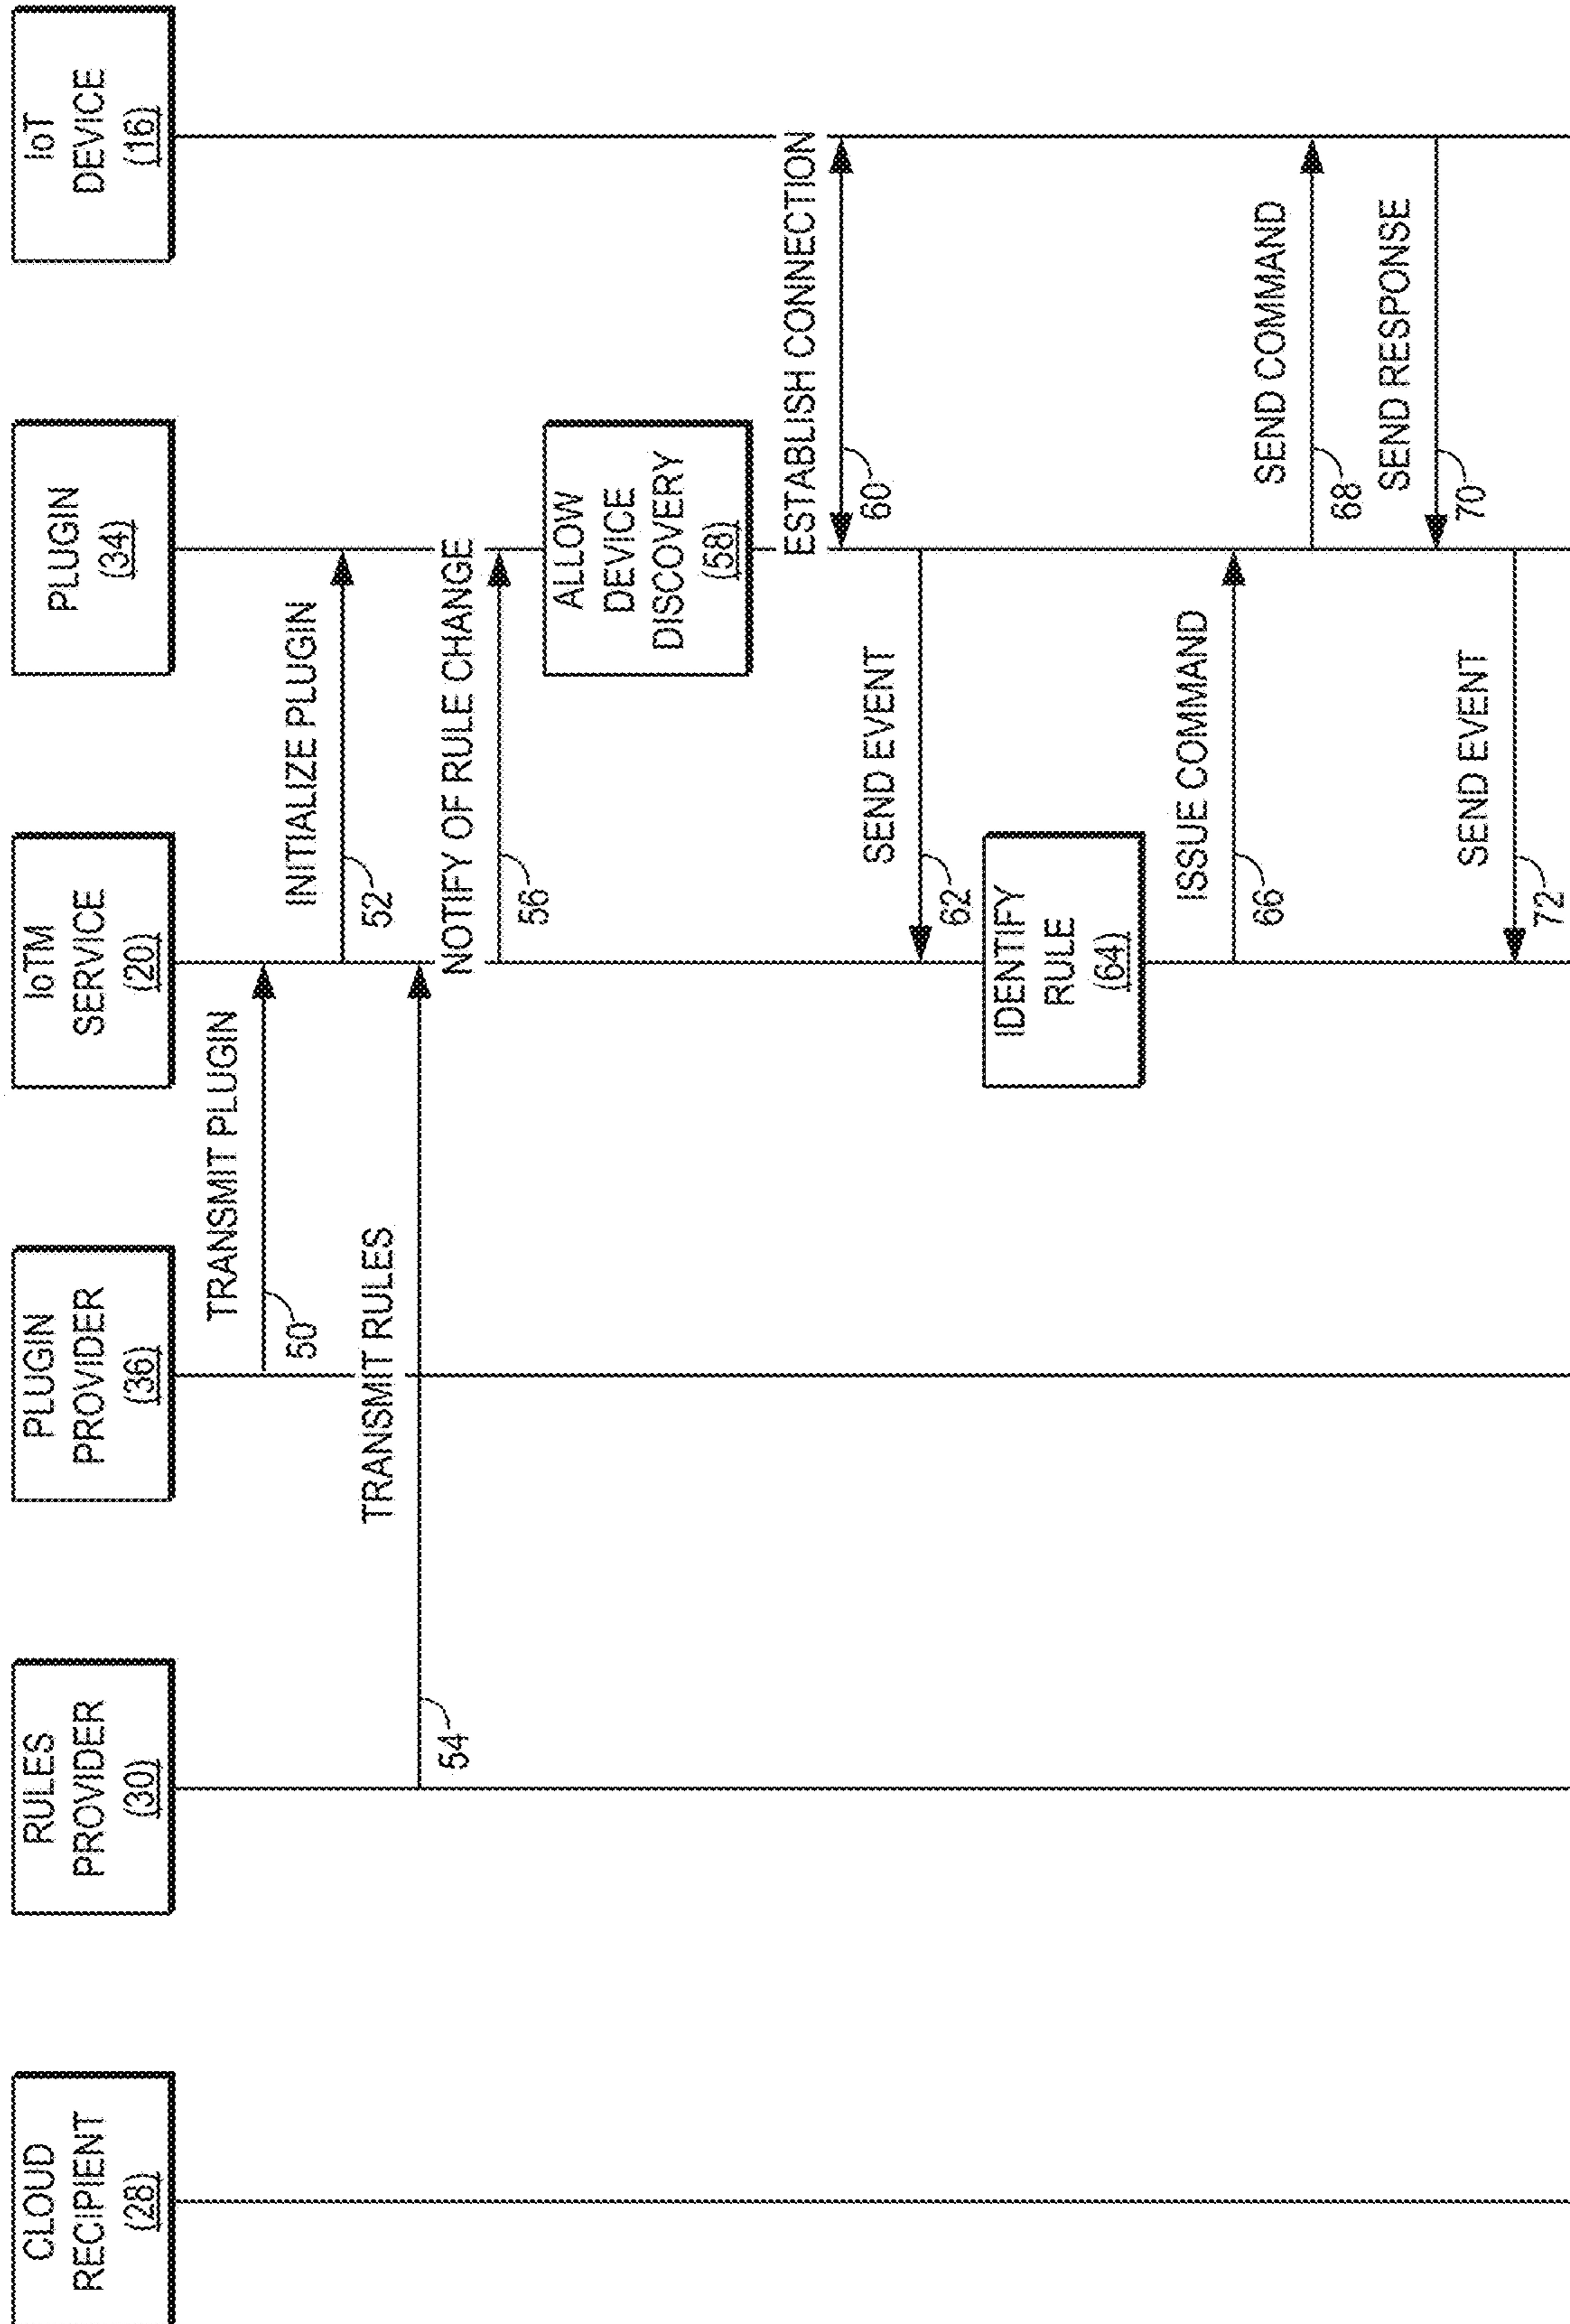 CLOUD
RECIPIENT
(28)
RULES
PROVIDER
(30)
PLUGIN
PROVIDER
(36)
IoTM
SERVICE
(20)
PLUGIN
(34)
IoT
DEVICE
(16)
TRANSMIT PLUGIN
50
INITIALIZE PLUGIN
52
TRANSMIT RULES
54
NOTIFY OF RULE CHANGE
56
ALLOW
DEVICE
DISCOVERY
(58)
ESTABLISH CONNECTION
60
SEND EVENT
62
IDENTIFY
RULE
(64)
ISSUE COMMAND
66
SEND COMMAND
68
SEND RESPONSE
70
SEND EVENT
72